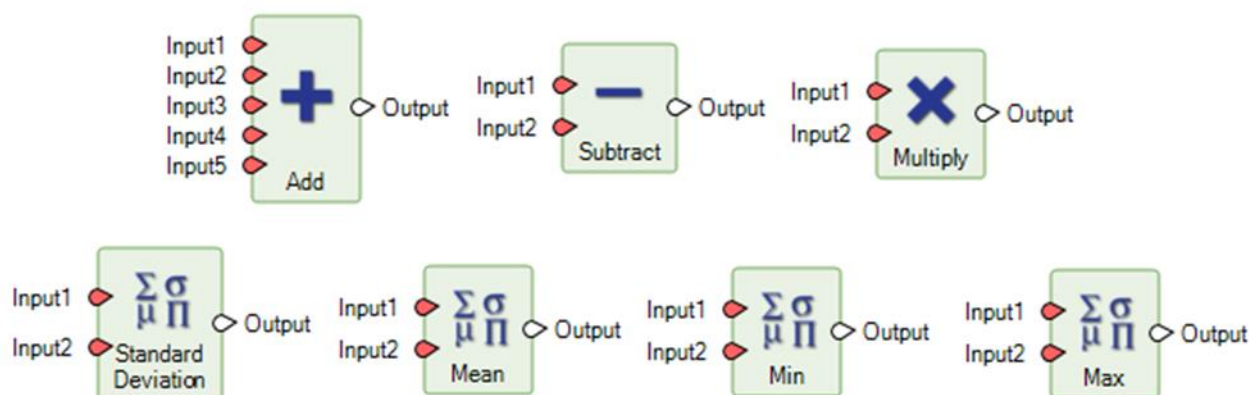 Input1
Input2
Input3
Input4
Input5
Output
Add
Input1
Input2
Output
Subtract
Input1
Input2
Output
Multiply
Input1
Input2
Output
Σ σ
μ Π
Standard
Deviation
Input1
Input2
Output
Σ σ
μ Π
Mean
Input1
Input2
Output
Σ σ
μ Π
Min
Input1
Input2
Output
Σ σ
μ Π
Max